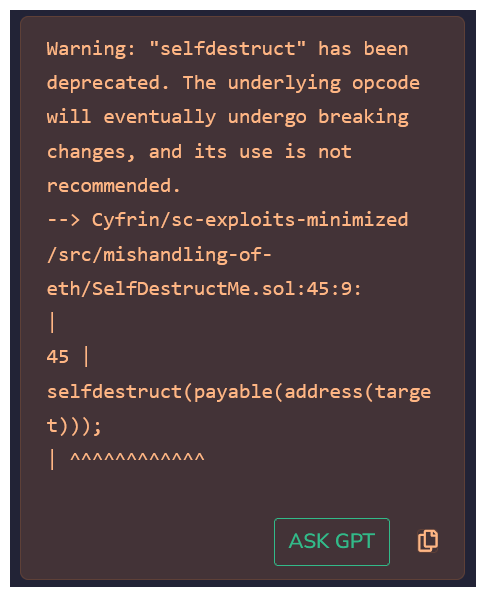 Warning: "selfdestruct" has been
deprecated. The underlying opcode
will eventually undergo breaking
changes, and its use is not
recommended.
--> Cyfrin/sc-exploits-minimized
/src/mishandling-of-
eth/SelfDestructMe.sol:45:9:
|
45 |
selfdestruct(payable(address(targe
t)));
| ^^^^^^^^^^^^
ASK GPT